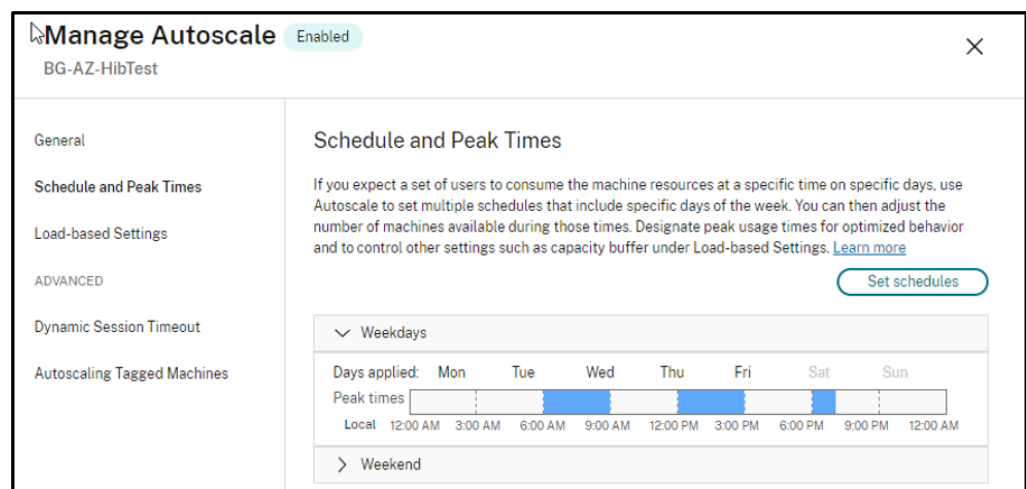 Manage Autoscale Enabled
BG-AZ-HibTest
General
Schedule and Peak Times
Load-based Settings
ADVANCED
Dynamic Session Timeout
Autoscaling Tagged Machines
Schedule and Peak Times
If you expect a set of users to consume the machine resources at a specific time on specific days, use
Autoscale to set multiple schedules that include specific days of the week. You can then adjust the
number of machines available during those times. Designate peak usage times for optimized behavior
and to control other settings such as capacity buffer under Load-based Settings. Learn more
Set schedules
Weekdays
Days applied: Mon Tue Wed Thu Fri Sat Sun
Peak times
Local 12:00 AM 3:00 AM 6:00 AM 9:00 AM 12:00 PM 3:00 PM 6:00 PM 9:00 PM 12:00 AM
Weekend